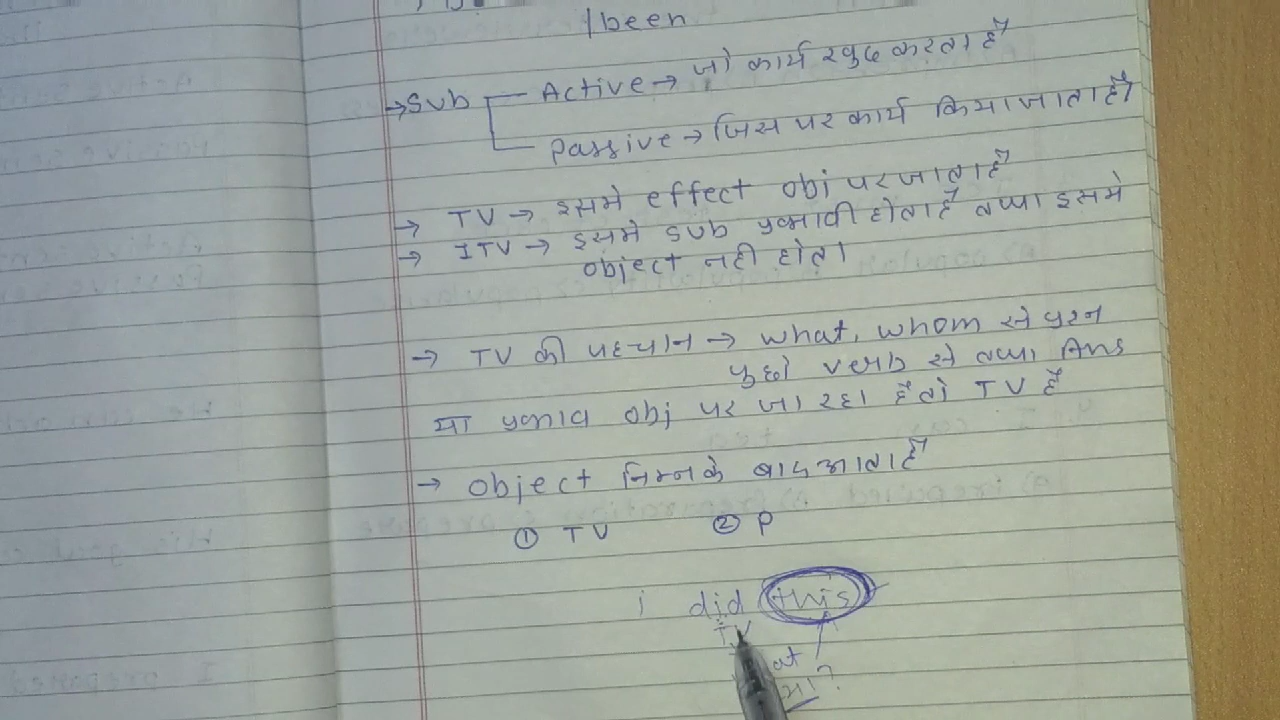 /been
→ Sub Active → जो कार्य खुद करता है
Passive → जिस पर कार्य किया जाता है।
→ TV → इसमे effect obj पर जाता है
→ ITV → इसमे sub प्रभावी होता है तथा इसमे
object नही होता।
→ TV की पहचान → what, whom से प्रश्न
पुछो verb से तथा Ans
या प्रभाव obj पर जा रहा है तो TV है
→ object निम्न के बाद आता है
① TV ② P
i did this
TV